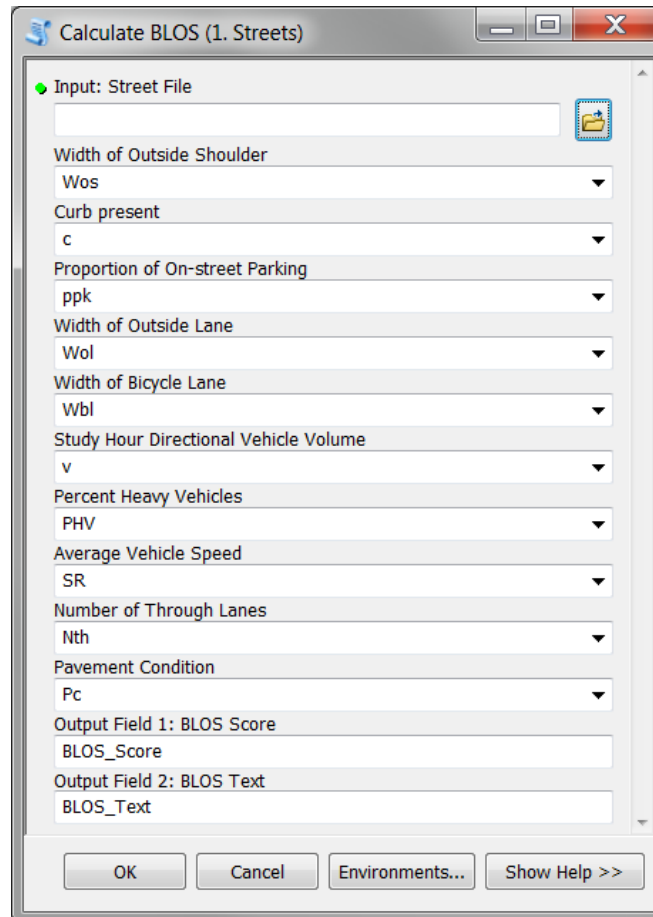 Calculate BLOS (1. Streets)
Input: Street File
Width of Outside Shoulder
Wos
Curb present
c
Proportion of On-street Parking
ppk
Width of Outside Lane
Wol
Width of Bicycle Lane
Wbl
Study Hour Directional Vehicle Volume
v
Percent Heavy Vehicles
PHV
Average Vehicle Speed
SR
Number of Through Lanes
Nth
Pavement Condition
Pc
Output Field 1: BLOS Score
BLOS_Score
Output Field 2: BLOS Text
BLOS_Text
OK Cancel Environments... Show Help >>